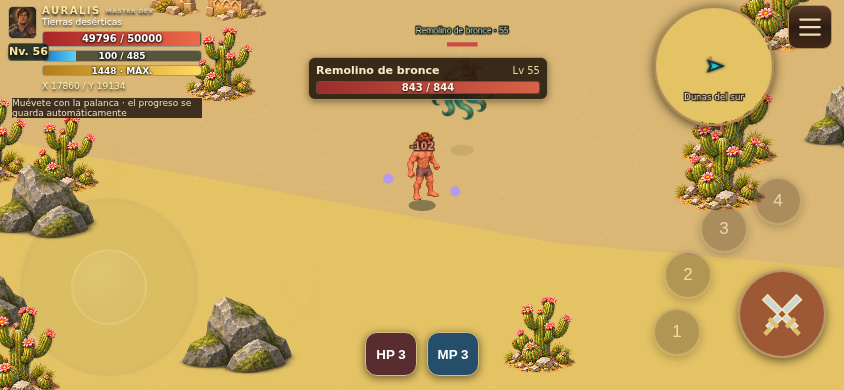 AURALIS MASTER DEV
Tierras desérticas
49796 / 50000
Nv. 56
100 / 485
1448 · MAX.
X 17860 / Y 19134
Muévete con la palanca · el progreso se
guarda automáticamente
Remolino de bronce · 55
Remolino de bronce Lv 55
843 / 844
-102
Dunas del sur
4
3
2
1
HP 3
MP 3